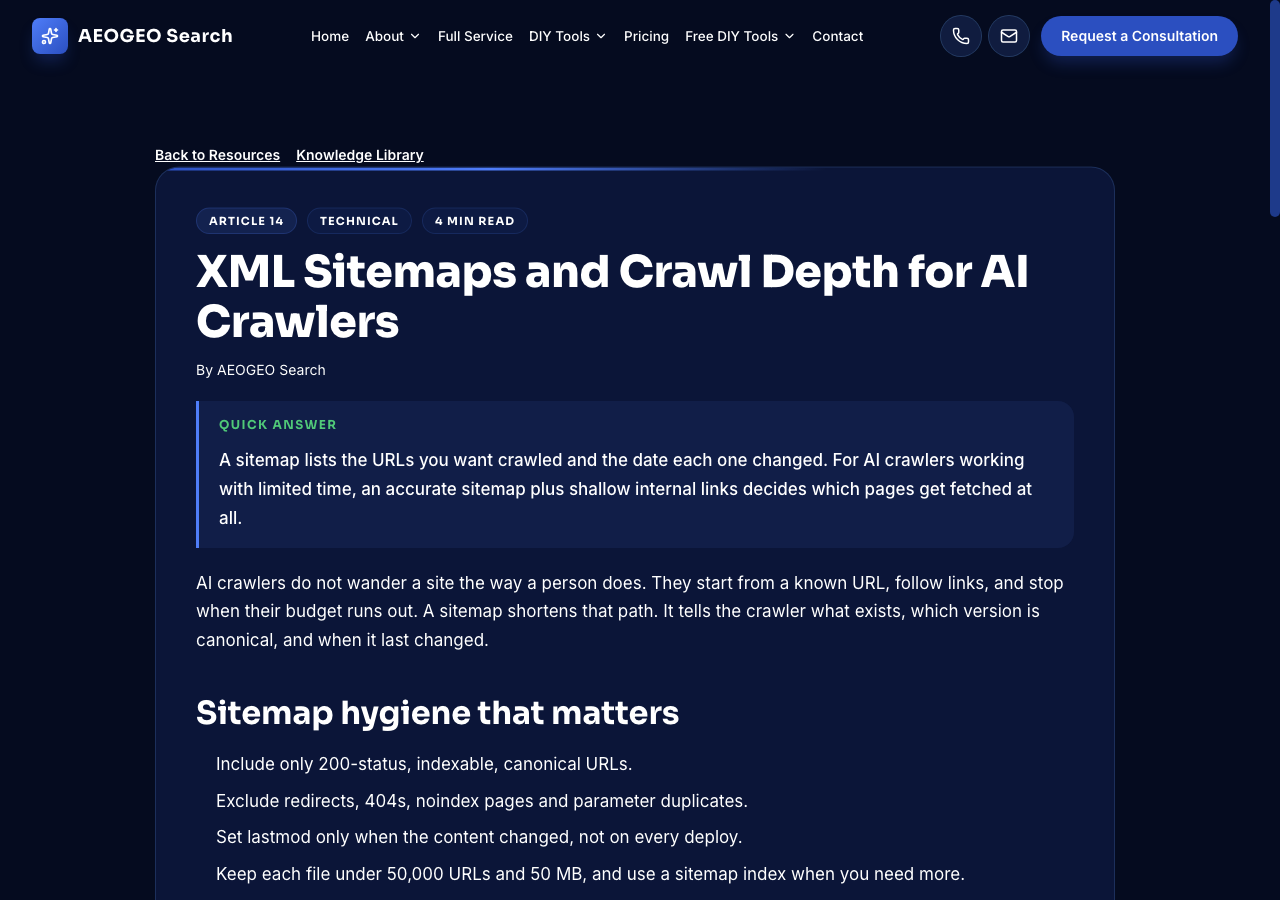 AEOGEO Search
Home About Full Service DIY Tools Pricing Free DIY Tools Contact
Request a Consultation
Back to Resources Knowledge Library
ARTICLE 14 TECHNICAL 4 MIN READ
XML Sitemaps and Crawl Depth for AI
Crawlers
By AEOGEO Search
QUICK ANSWER
A sitemap lists the URLs you want crawled and the date each one changed. For AI crawlers working
with limited time, an accurate sitemap plus shallow internal links decides which pages get fetched at
all.
AI crawlers do not wander a site the way a person does. They start from a known URL, follow links, and stop
when their budget runs out. A sitemap shortens that path. It tells the crawler what exists, which version is
canonical, and when it last changed.
Sitemap hygiene that matters
Include only 200-status, indexable, canonical URLs.
Exclude redirects, 404s, noindex pages and parameter duplicates.
Set lastmod only when the content changed, not on every deploy.
Keep each file under 50,000 URLs and 50 MB, and use a sitemap index when you need more.